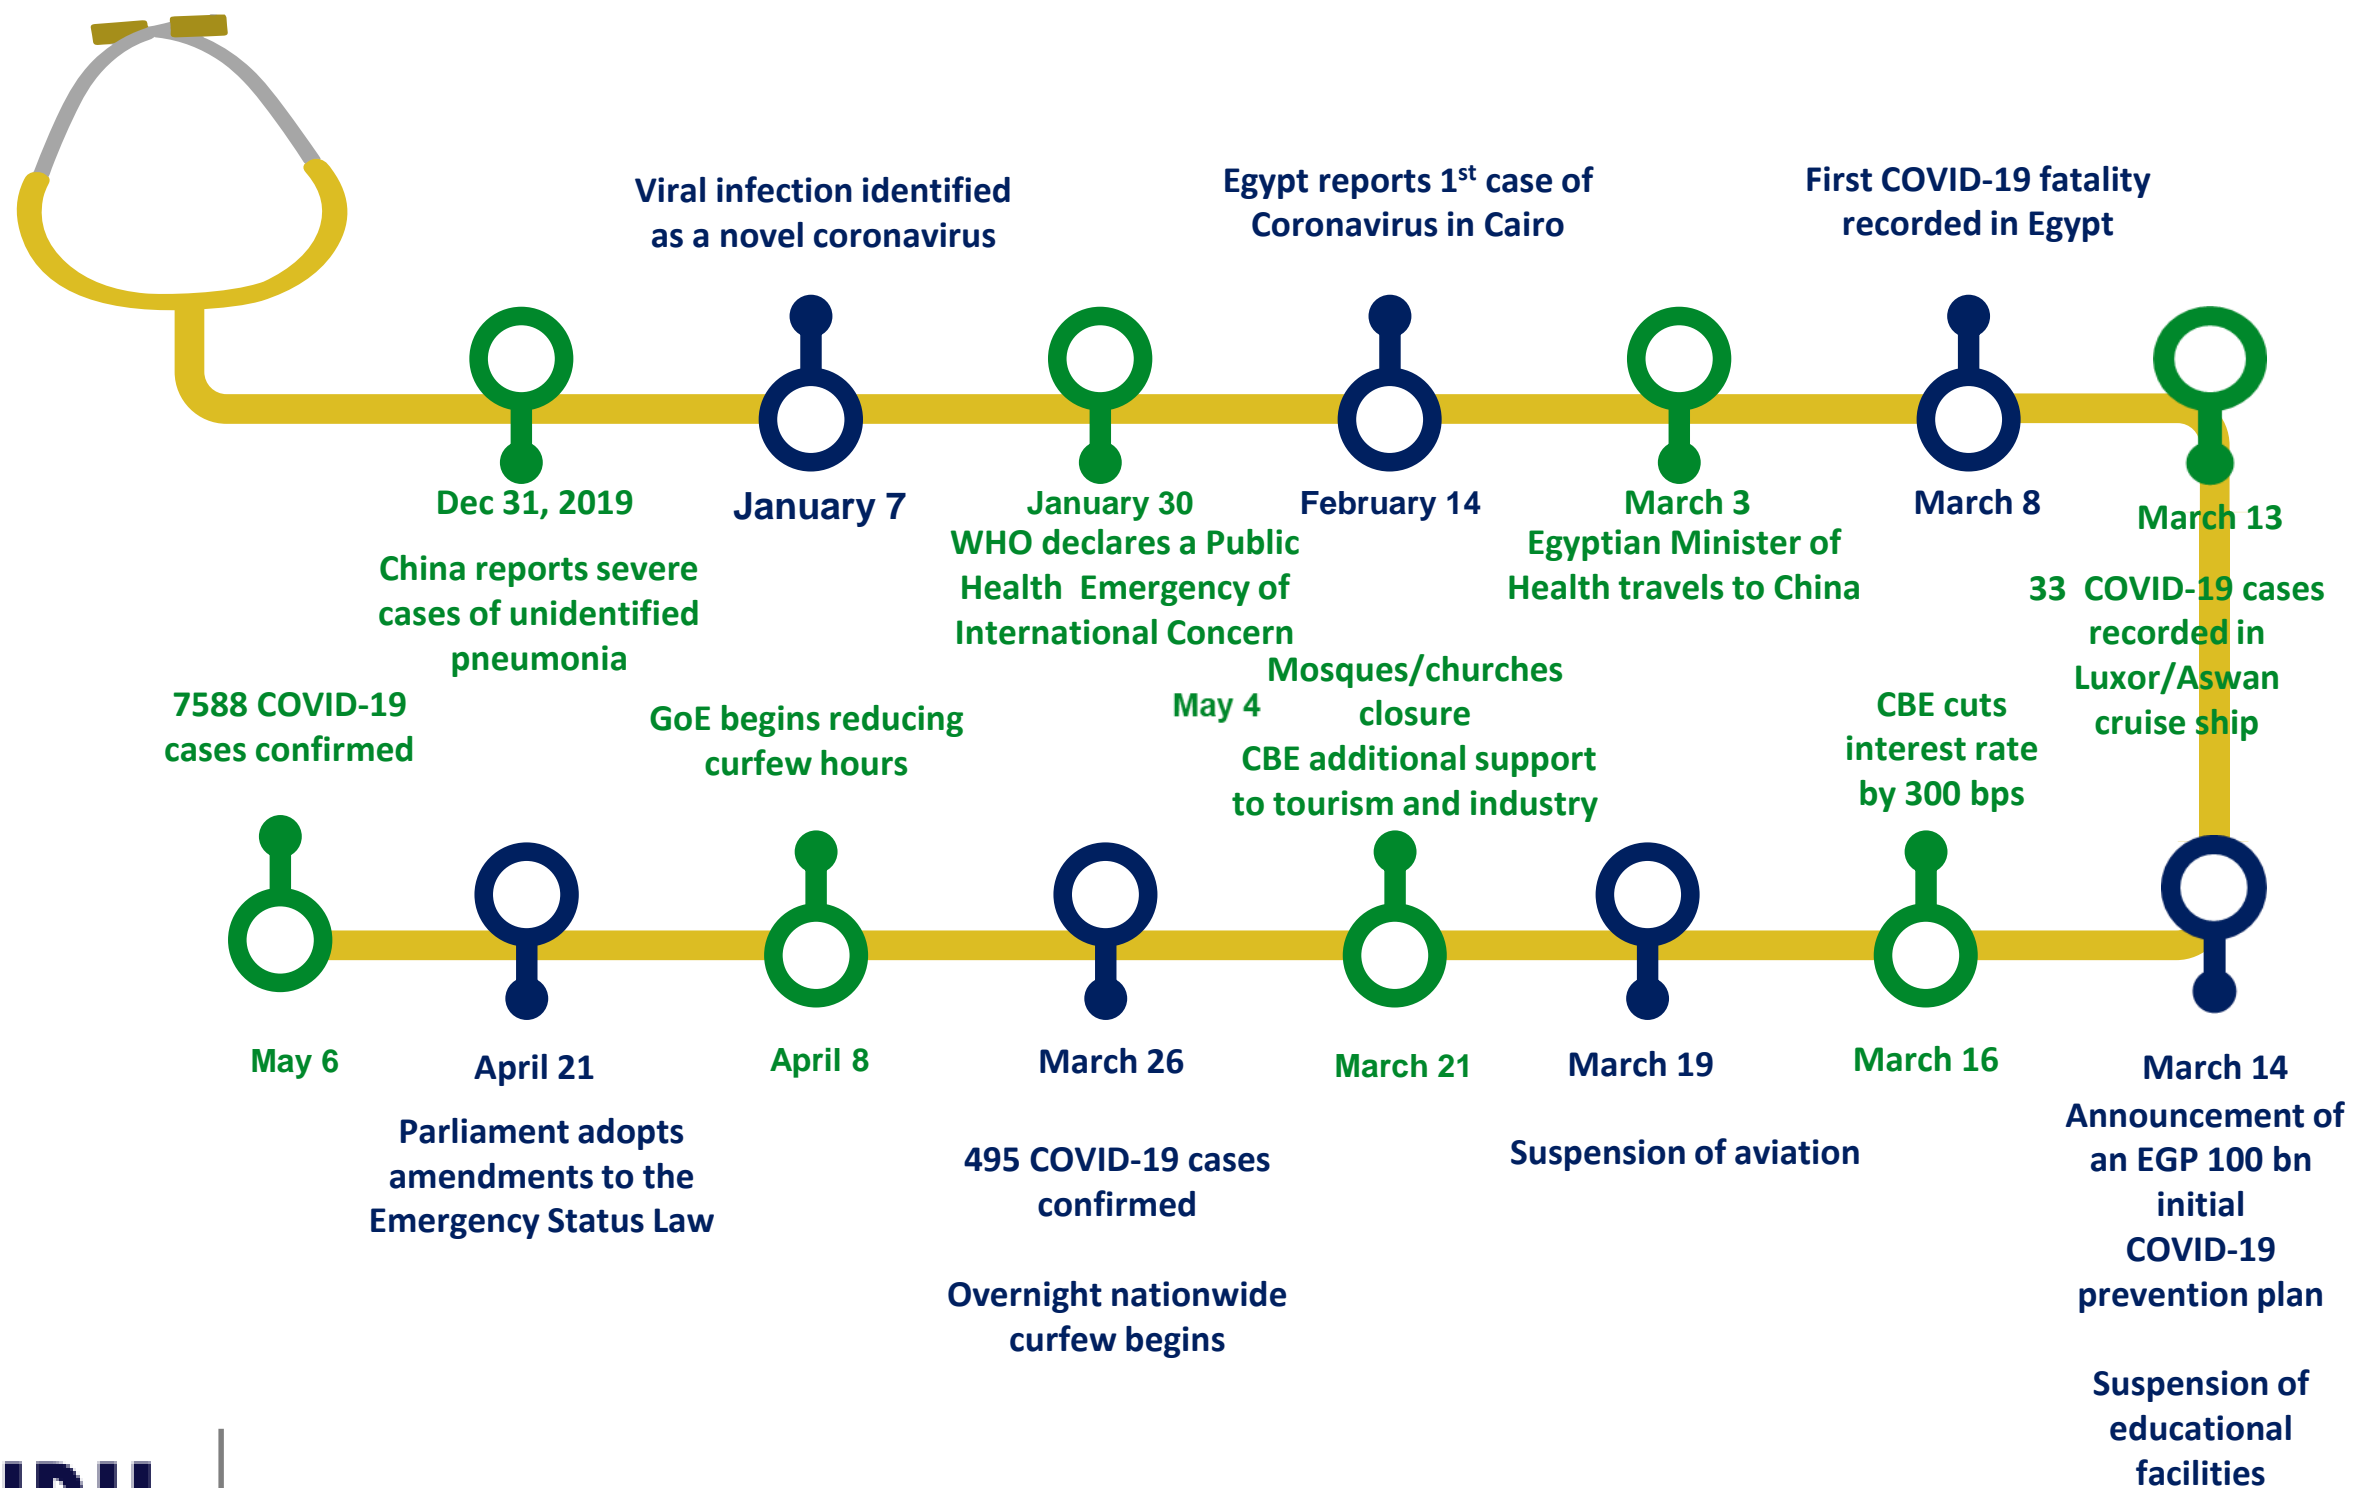 Viral infection identified
as a novel coronavirus
Egypt reports 1st case of
Coronavirus in Cairo
First COVID-19 fatality
recorded in Egypt
Dec 31, 2019
China reports severe
cases of unidentified
pneumonia
January 7
January 30
WHO declares a Public
Health Emergency of
International Concern
February 14
March 3
Egyptian Minister of
Health travels to China
March 8
March 13
33 COVID-19 cases
recorded in
Luxor/Aswan
cruise ship
7588 COVID-19
cases confirmed
GoE begins reducing
curfew hours
May 4
Mosques/churches
closure
CBE additional support
to tourism and industry
CBE cuts
interest rate
by 300 bps
May 6
April 21
Parliament adopts
amendments to the
Emergency Status Law
April 8
March 26
495 COVID-19 cases
confirmed
Overnight nationwide
curfew begins
March 21
March 19
Suspension of aviation
March 16
March 14
Announcement of
an EGP 100 bn
initial
COVID-19
prevention plan
Suspension of
educational
facilities